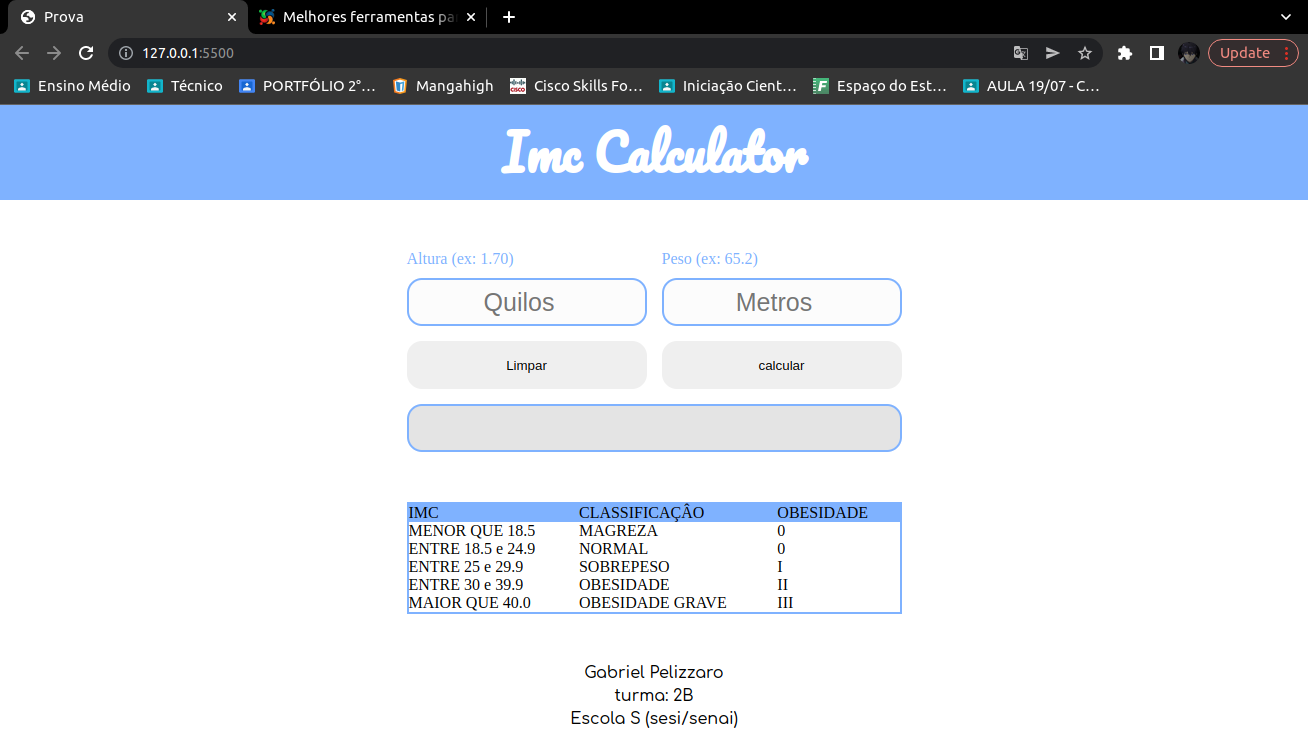 Prova
Melhores ferramentas pa
127.0.0.1:5500
Update
Ensino Médio
Técnico
PORTFÓLIO 2°...
Mangahigh
CISCO
Cisco Skills Fo...
Iniciação Cient...
Espaço do Est...
AULA 19/07 - C...
Imc Calculator
Altura (ex: 1.70) Peso (ex: 65.2)
Quilos Metros
Limpar calcular
IMC CLASSIFICAÇÂO OBESIDADE
MENOR QUE 18.5 MAGREZA 0
ENTRE 18.5 e 24.9 NORMAL 0
ENTRE 25 e 29.9 SOBREPESO I
ENTRE 30 e 39.9 OBESIDADE II
MAIOR QUE 40.0 OBESIDADE GRAVE III
Gabriel Pelizzaro
turma: 2B
Escola S (sesi/senai)